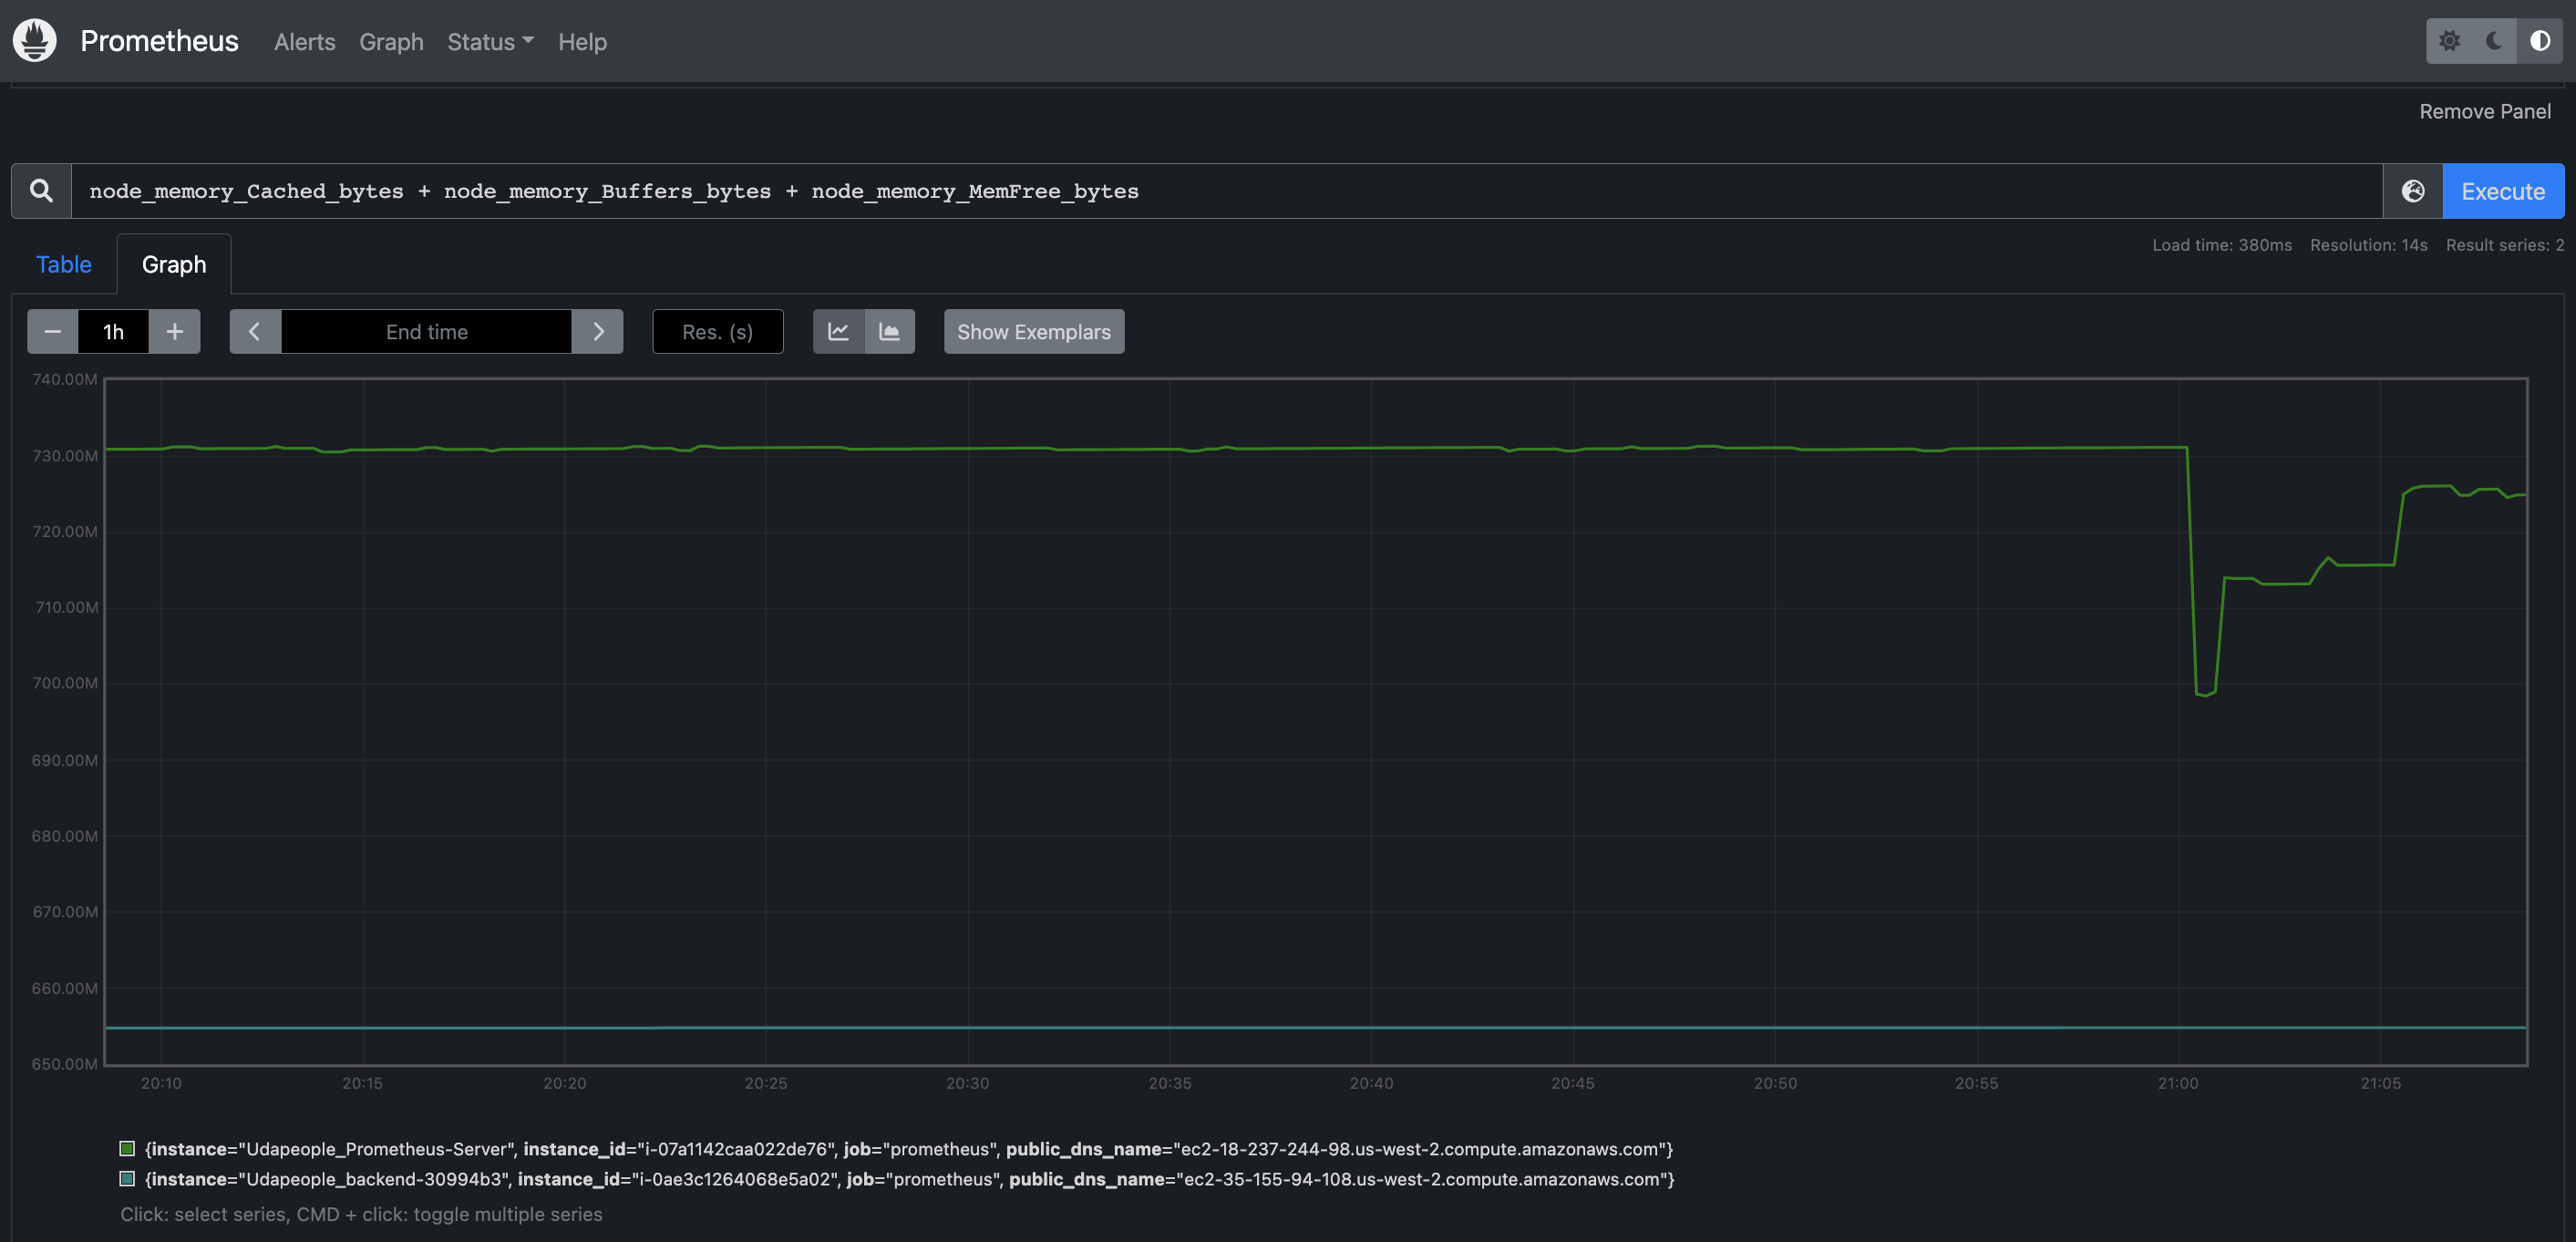 Prometheus Alerts Graph Status Help
Remove Panel
node_memory_Cached_bytes + node_memory_Buffers_bytes + node_memory_MemFree_bytes Execute
Table Graph Load time: 380ms Resolution: 14s Result series: 2
1h End time Res. (s) Show Exemplars
740.00M
730.00M
720.00M
710.00M
700.00M
690.00M
680.00M
670.00M
660.00M
650.00M
20:10 20:15 20:20 20:25 20:30 20:35 20:40 20:45 20:50 20:55 21:00 21:05
{instance="Udapeople_Prometheus-Server", instance_id="i-07a1142caa022de76", job="prometheus", public_dns_name="ec2-18-237-244-98.us-west-2.compute.amazonaws.com"}
{instance="Udapeople_backend-30994b3", instance_id="i-0ae3c1264068e5a02", job="prometheus", public_dns_name="ec2-35-155-94-108.us-west-2.compute.amazonaws.com"}
Click: select series, CMD + click: toggle multiple series